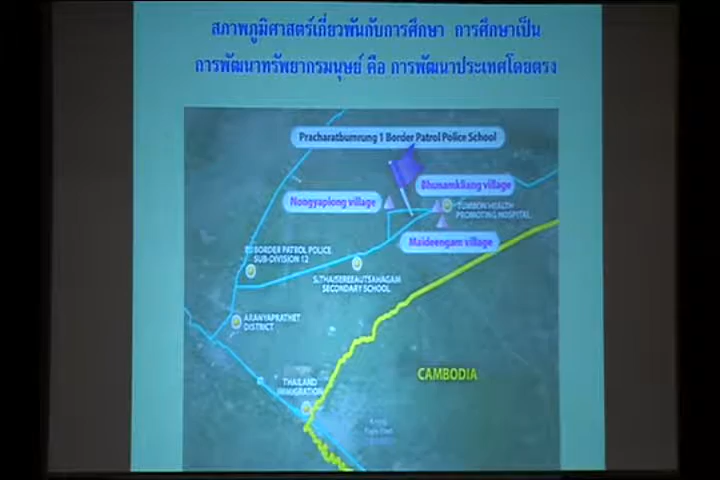 สภาพภูมิศาสตร์เกี่ยวพันกับการศึกษา การศึกษาเป็น
การพัฒนาทรัพยากรมนุษย์ คือ การพัฒนาประเทศโดยตรง
Pracharatbumrung 1 Border Patrol Police School
Bhunamkliang village
Nongyaplong village
TUMBON HEALTH
PROMOTING HOSPITAL
Maideengam village
BORDER PATROL POLICE
SUB-DIVISION 12
SECONDARY SCHOOL
ARANYAPRATHET
DISTRICT
CAMBODIA
THAILAND
IMMIGRATION